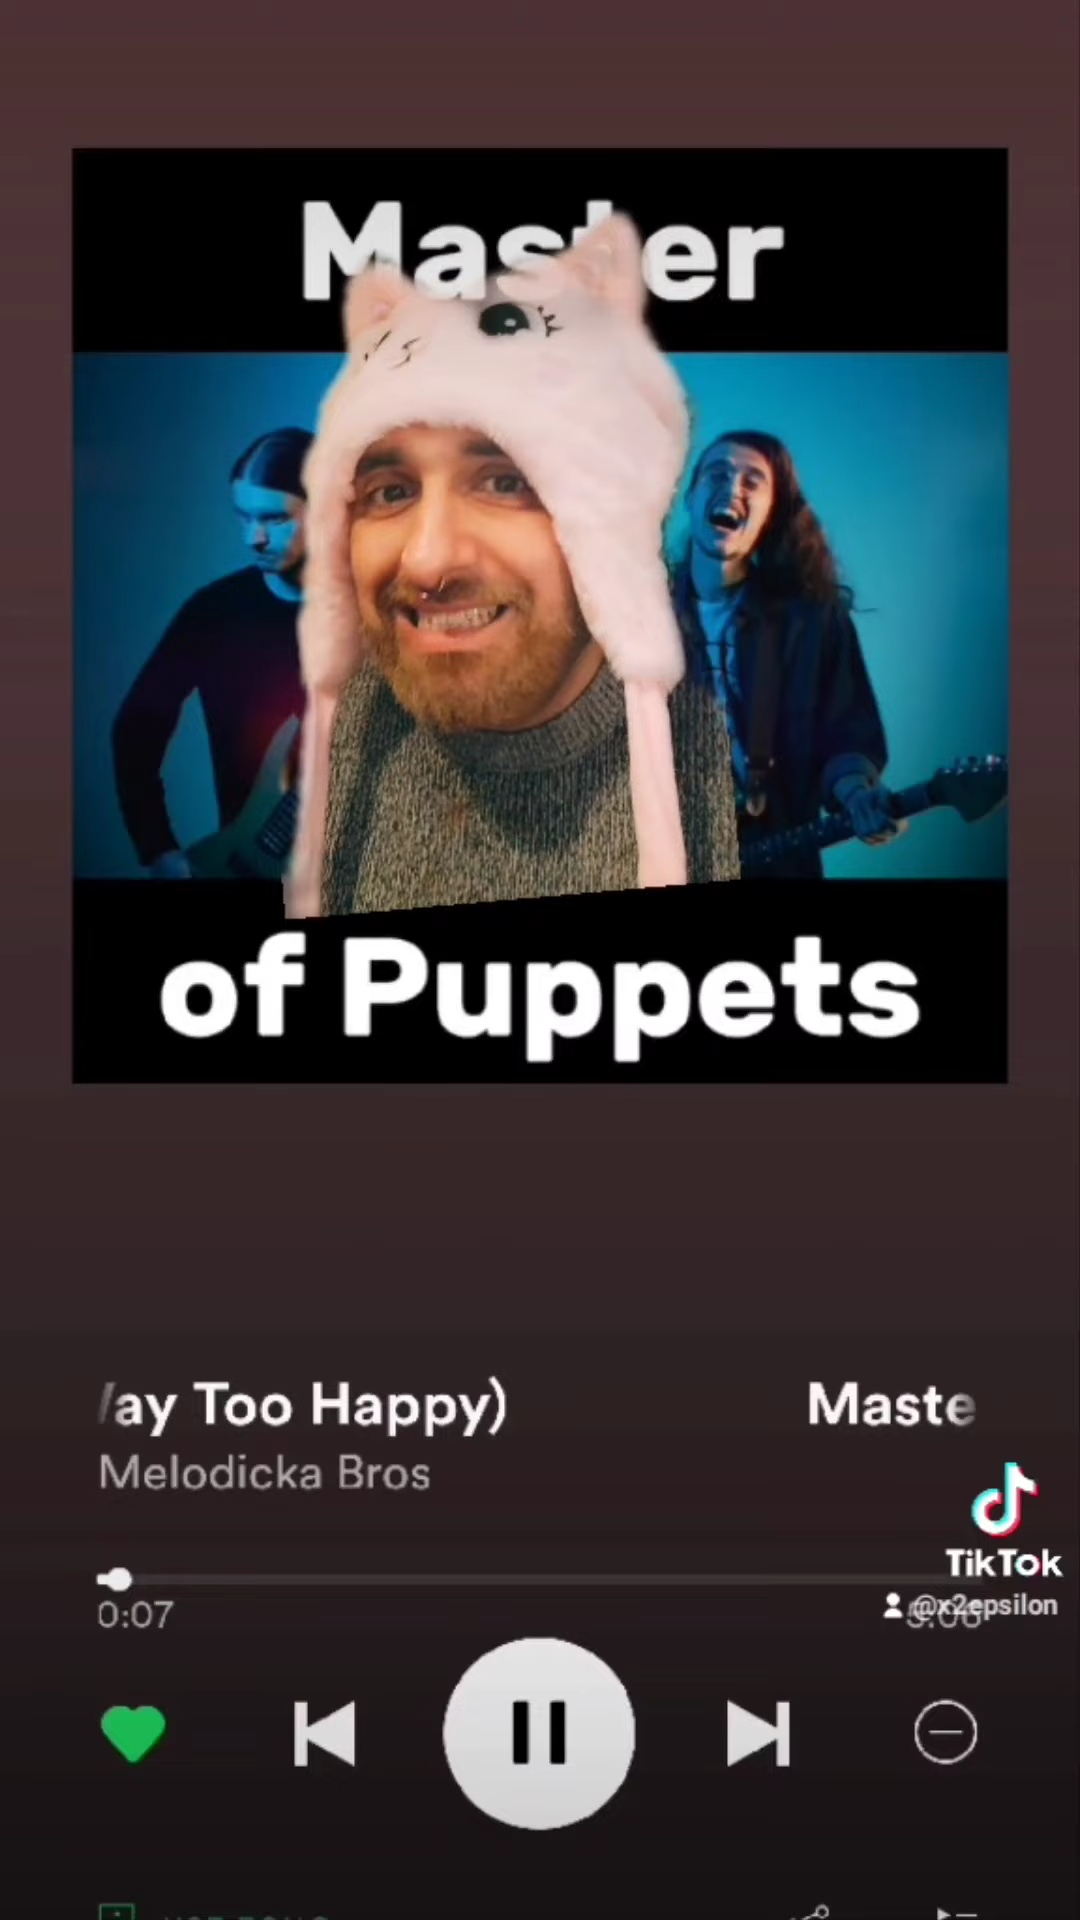 Master
of Puppets
/ay Too Happy) Maste
Melodicka Bros
TikTok
@x2epsilon
0:07